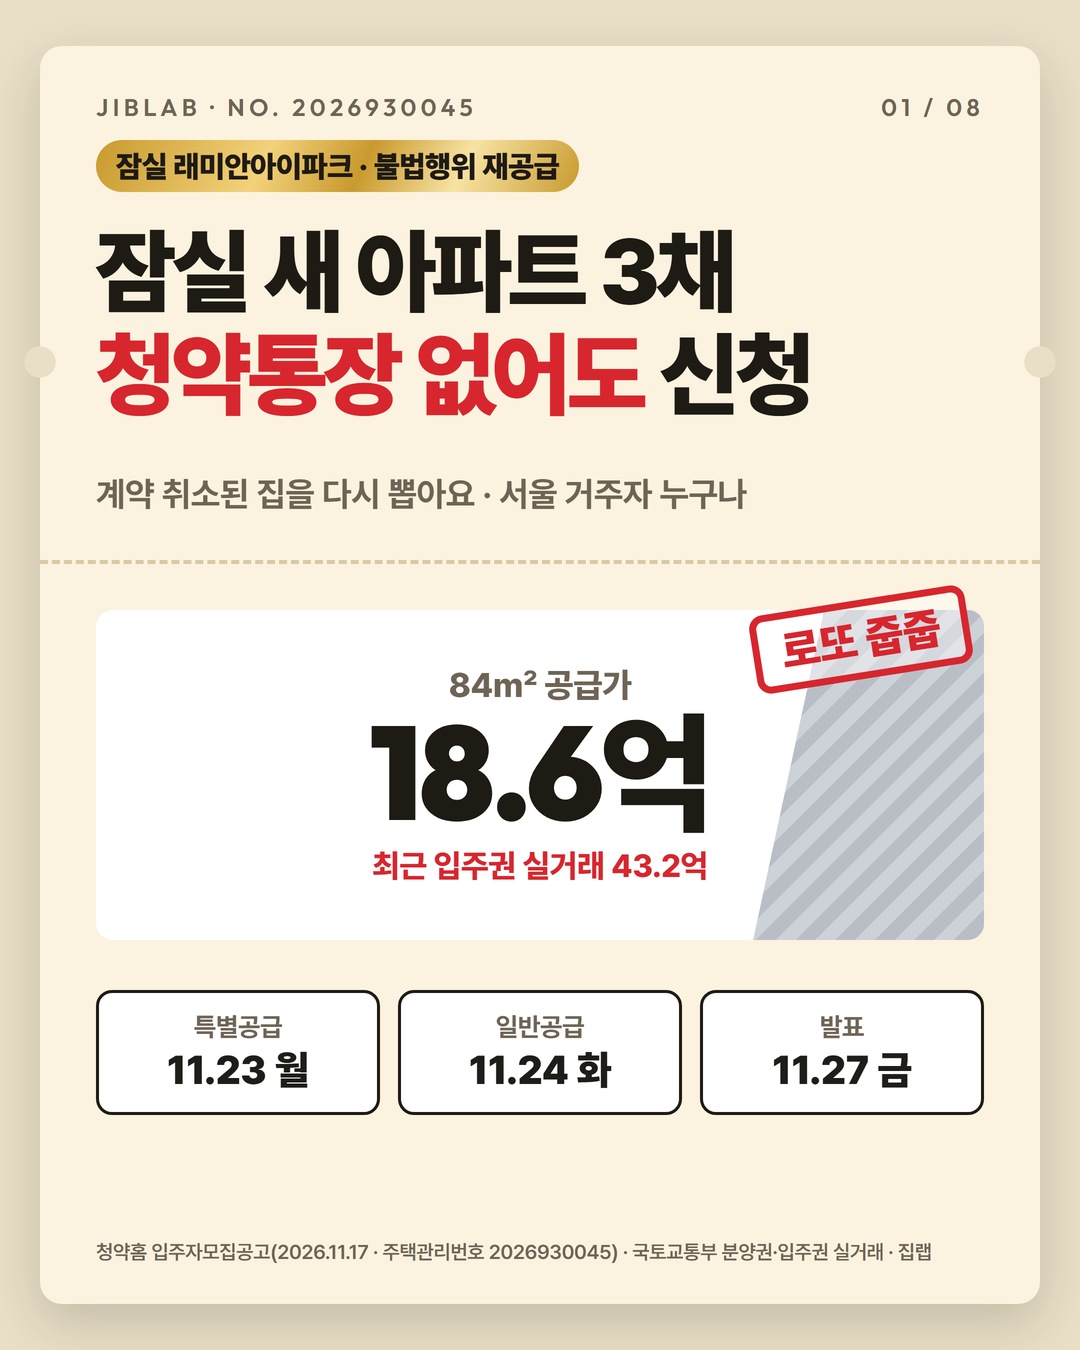 JIBLAB · NO. 2026930045
01 / 08
잠실 래미안아이파크 · 불법행위 재공급
잠실 새 아파트 3채
청약통장 없어도 신청
계약 취소된 집을 다시 뽑아요 · 서울 거주자 누구나
로또 줍줍
84m² 공급가
18.6억
최근 입주권 실거래 43.2억
특별공급
11.23 월
일반공급
11.24 화
발표
11.27 금
청약홈 입주자모집공고(2026.11.17 · 주택관리번호 2026930045) · 국토교통부 분양권·입주권 실거래 · 집랩